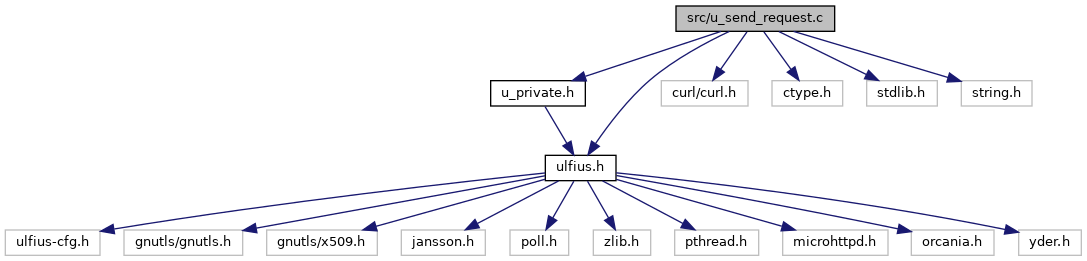 src/u_send_request.c
u_private.h
curl/curl.h
ctype.h
stdlib.h
string.h
ulfius.h
ulfius-cfg.h
gnutls/gnutls.h
gnutls/x509.h
jansson.h
poll.h
zlib.h
pthread.h
microhttpd.h
orcania.h
yder.h